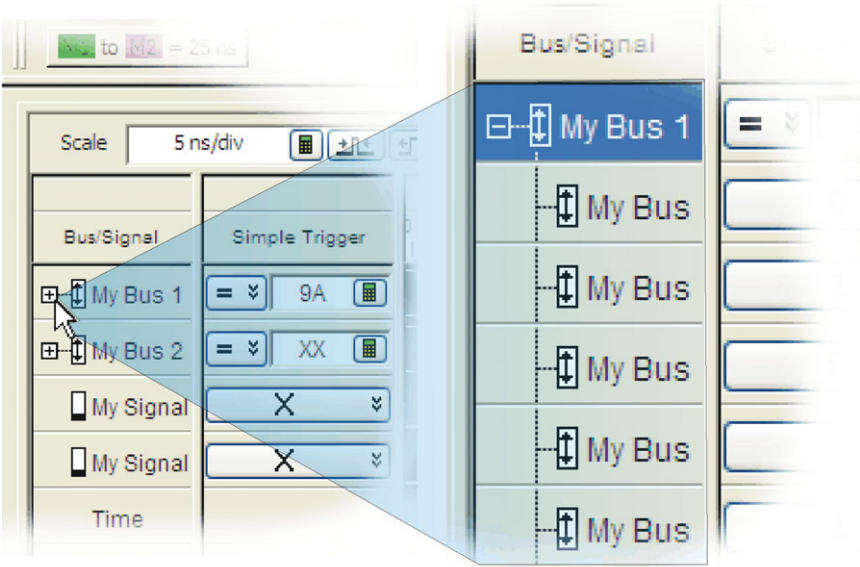 M1 to M2 = 25 ns
Scale 5 ns/div
Bus/Signal Simple Trigger
My Bus 1 = 9A
My Bus 2 = XX
My Signal X
My Signal X
Time
Bus/Signal
My Bus 1 =
My Bus
My Bus
My Bus
My Bus
My Bus